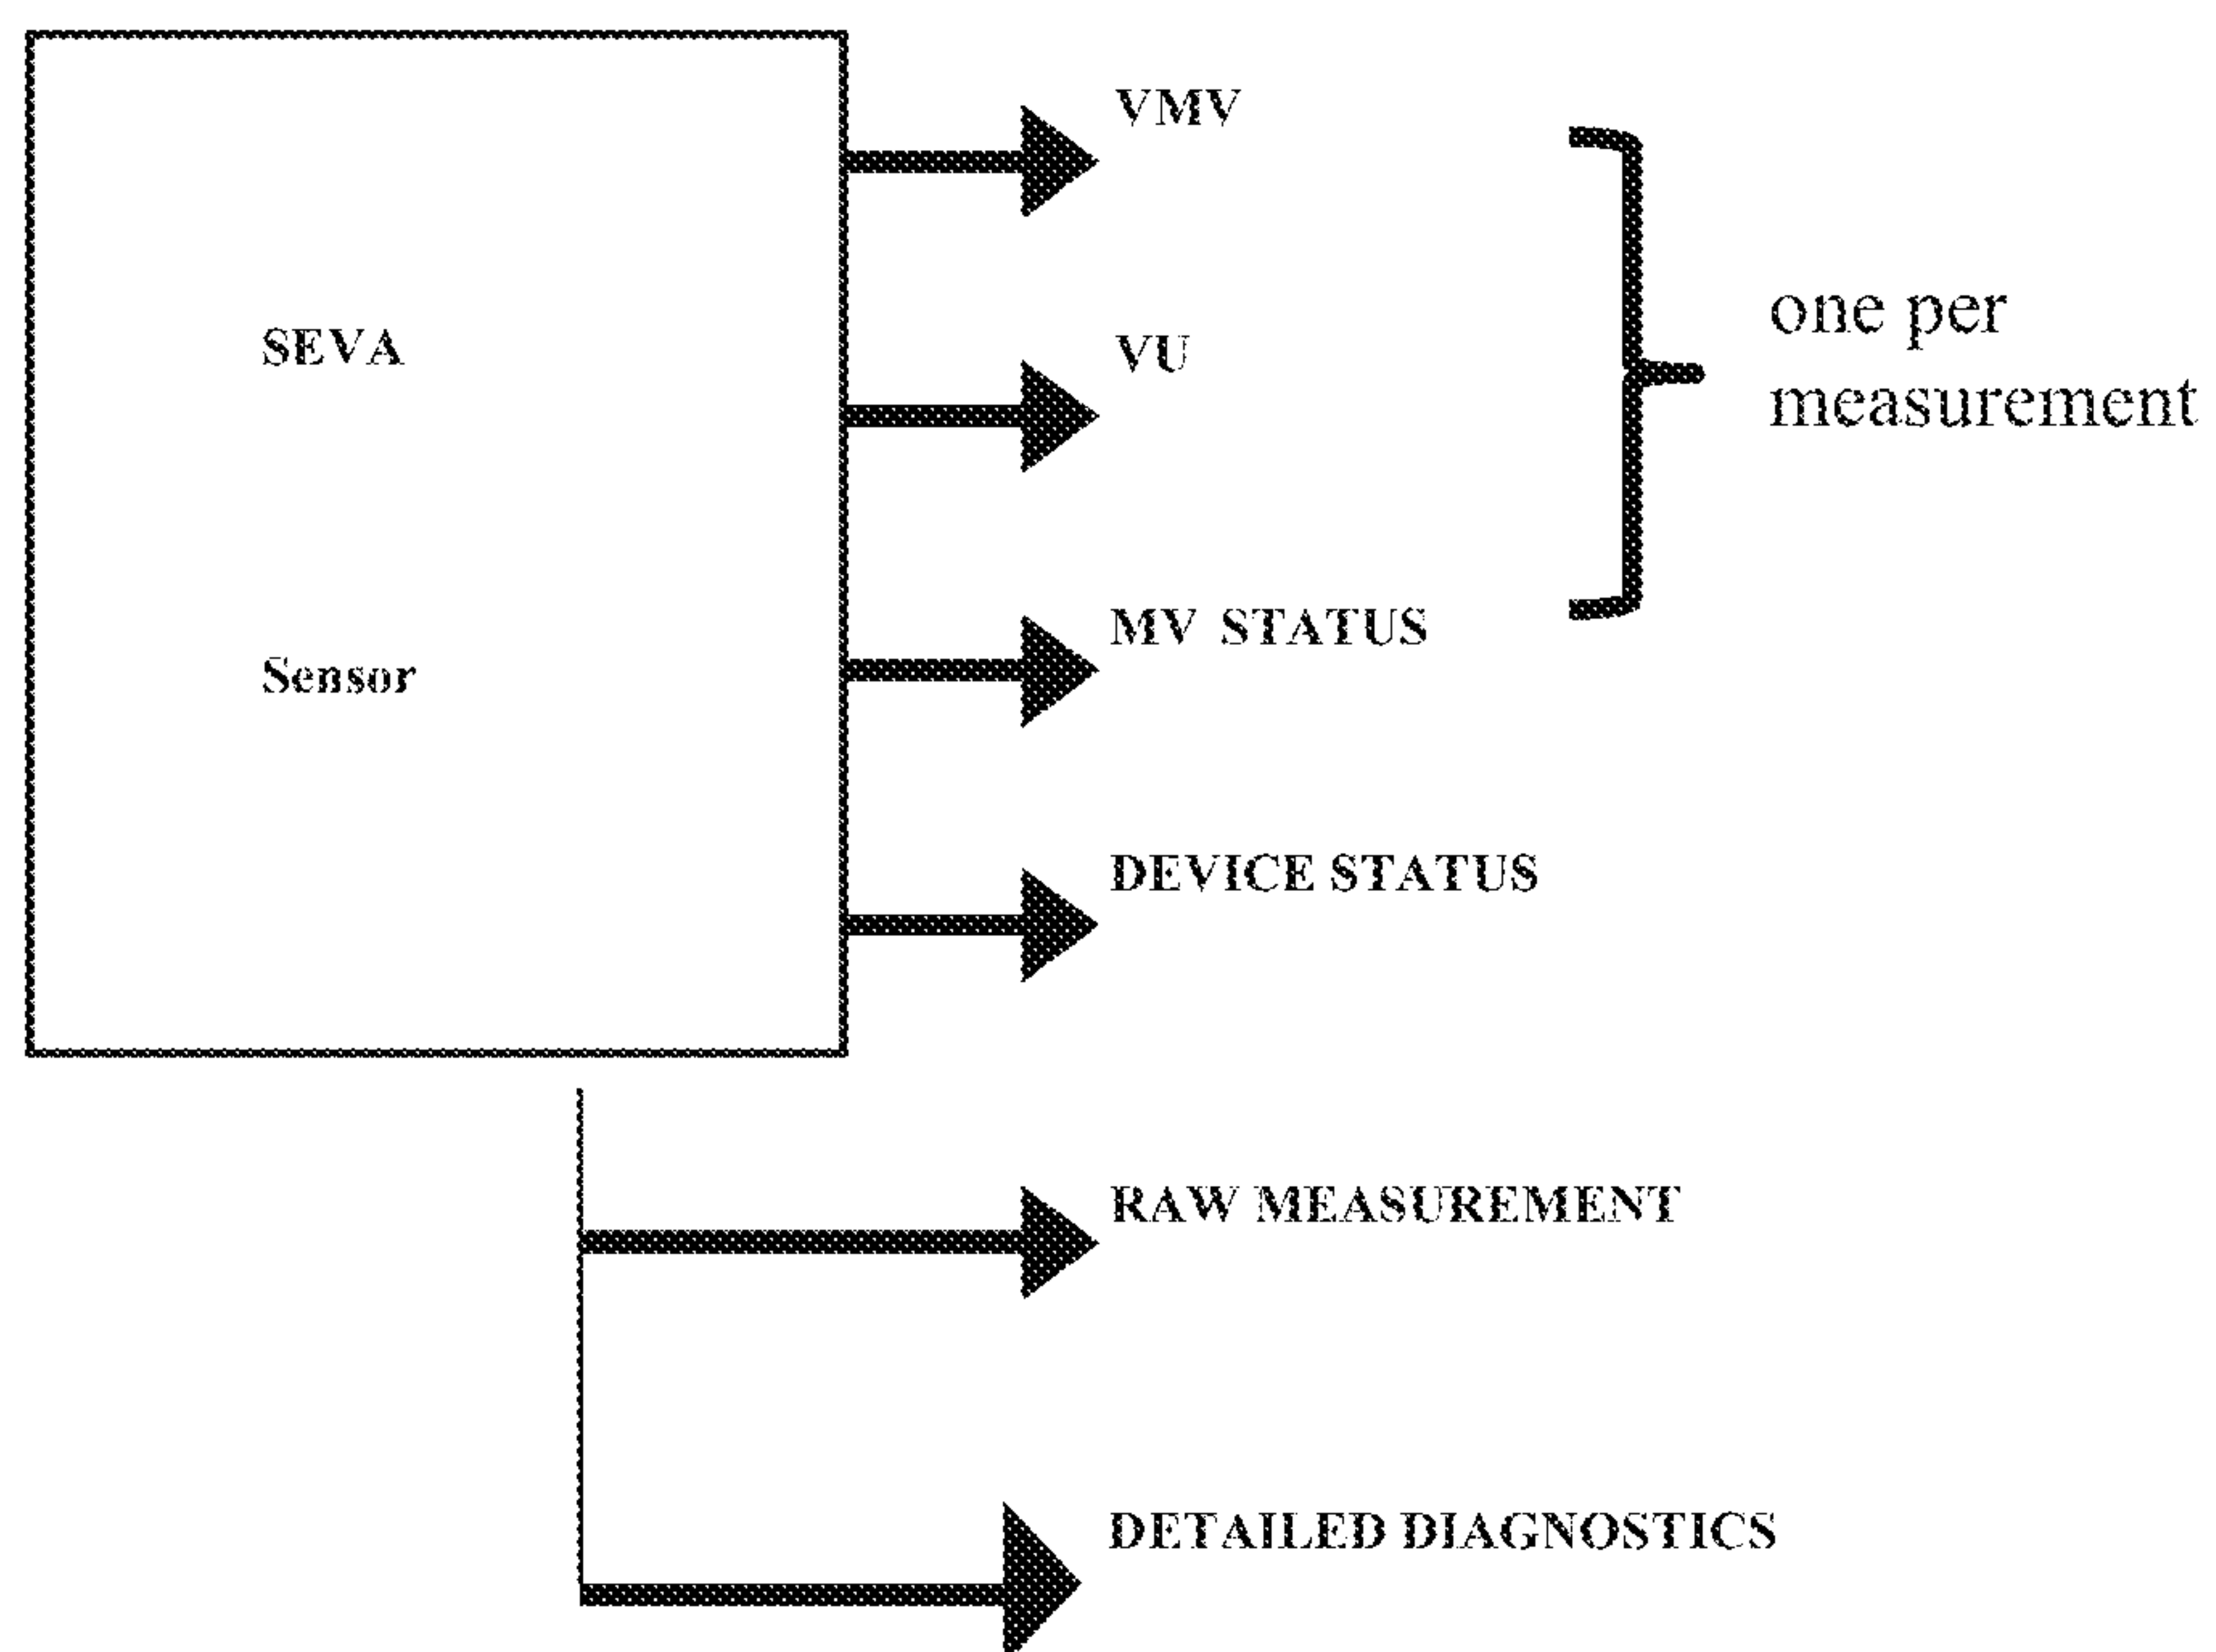 VMV
one per
measurement
SEVA
VU
MV STATUS
Sensor
DEVICE STATUS
RAW MEASUREMENT
DETAILED DIAGNOSTICS